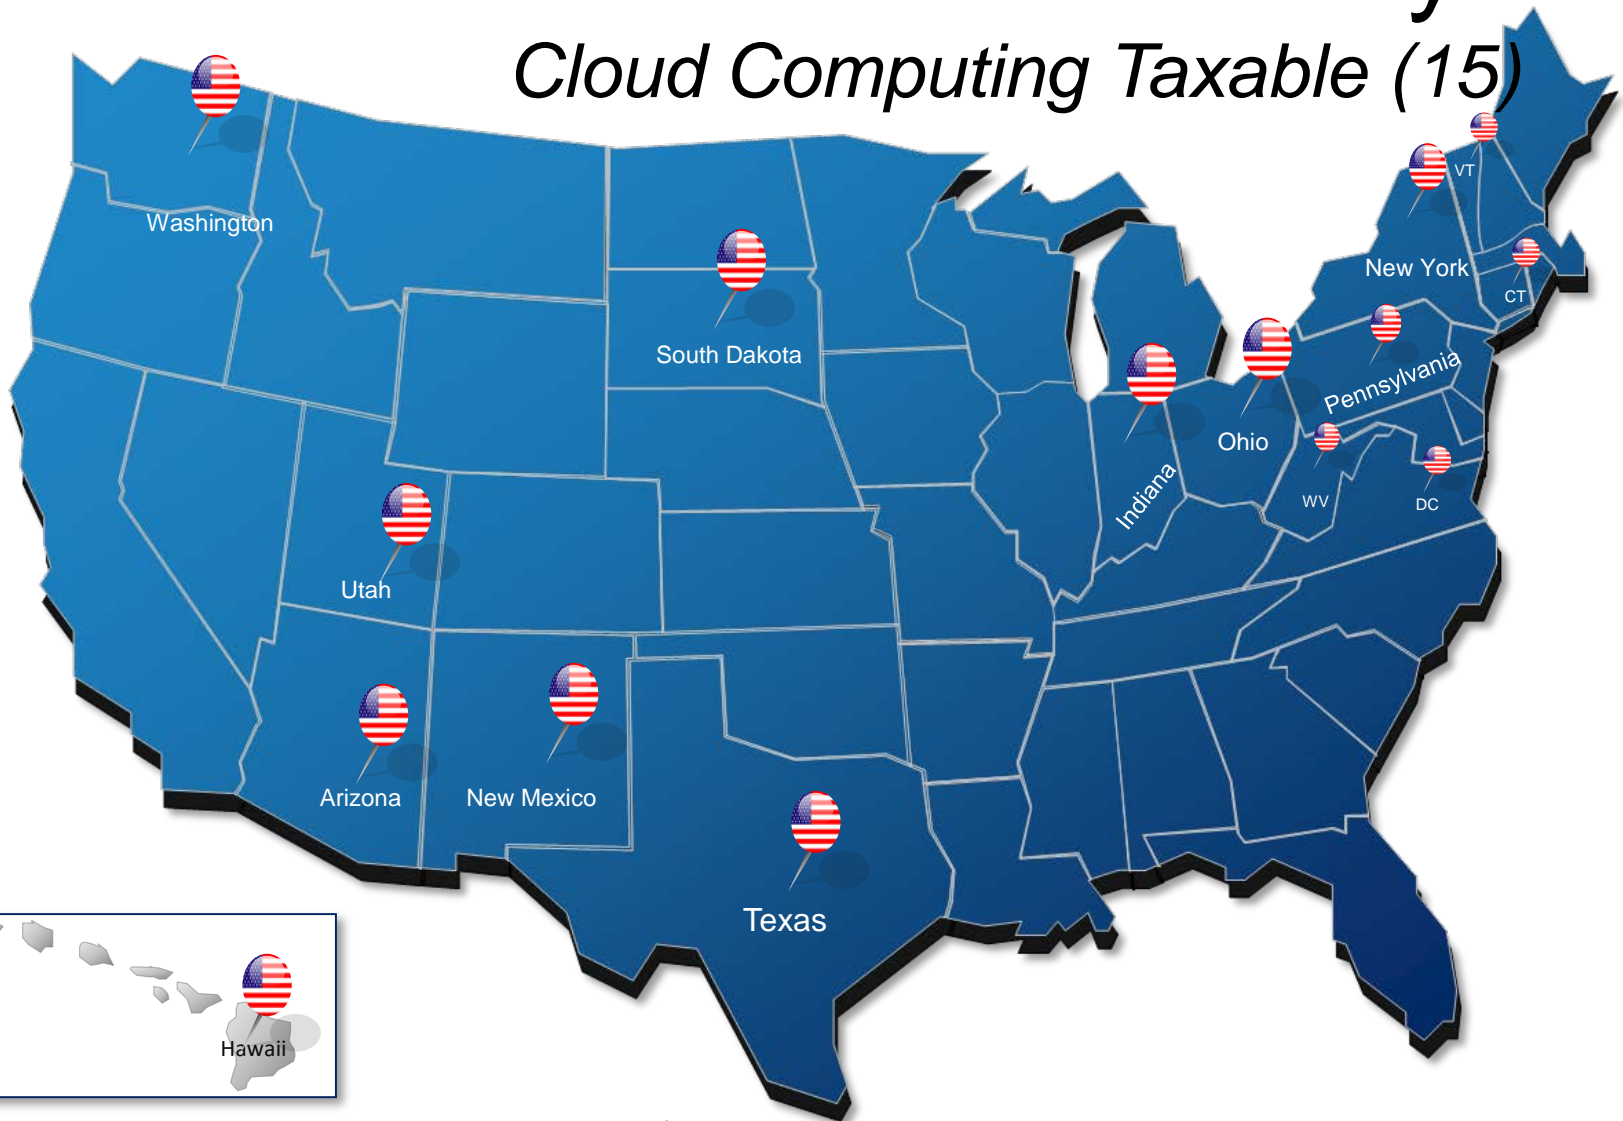 Cloud Computing Taxable (15)
VT
Washington
New York
CT
South Dakota
Pennsylvania
Ohio
Indiana
WV
DC
Utah
Arizona
New Mexico
Texas
Hawaii